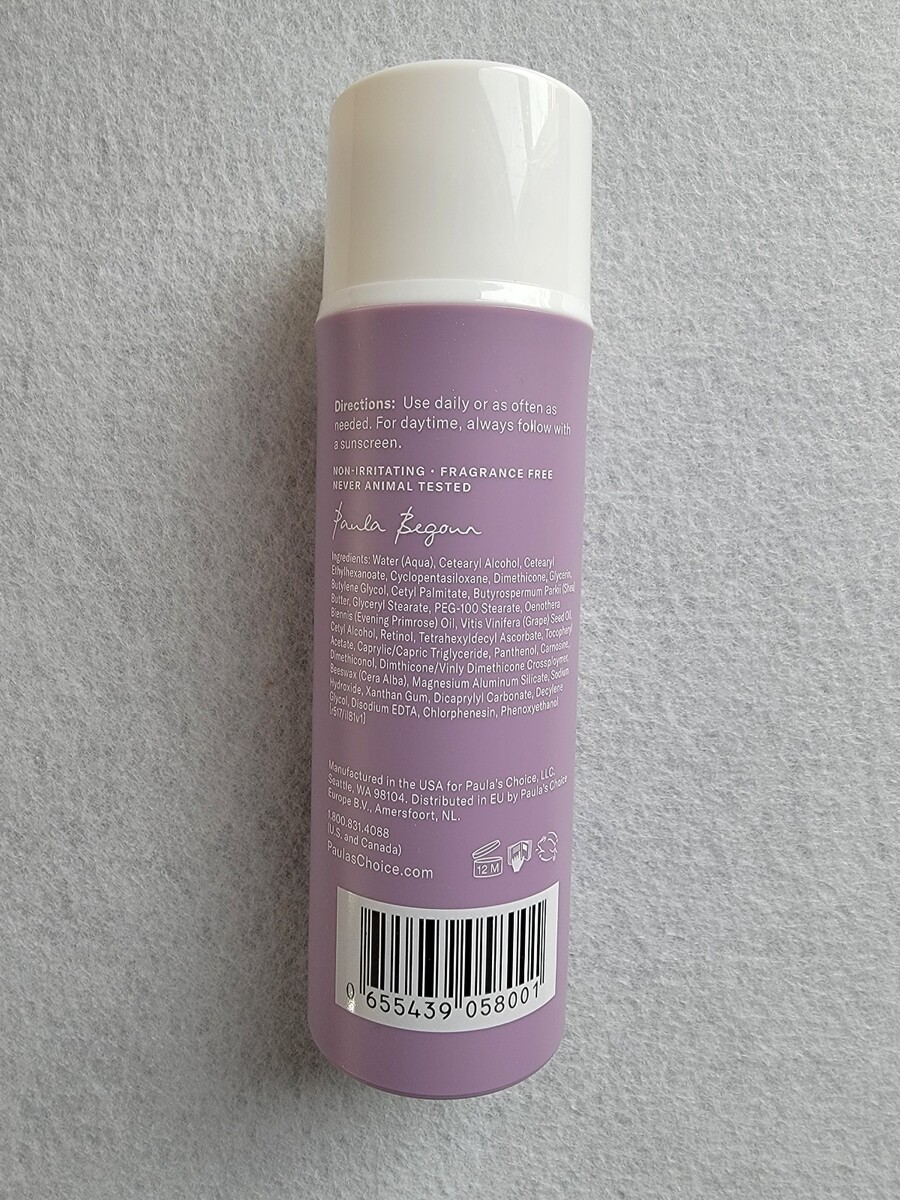 Directions: Use daily or as often as
needed. For daytime, always follow with
a sunscreen.
NON-IRRITATING • FRAGRANCE FREE
NEVER ANIMAL TESTED
Paula Begoun
Ingredients: Water (Aqua), Cetearyl Alcohol, Cetearyl
Ethylhexanoate, Cyclopentasiloxane, Dimethicone, Glycerin,
Butylene Glycol, Cetyl Palmitate, Butyrospermum Parkii (Shea)
Butter, Glyceryl Stearate, PEG-100 Stearate, Oenothera
Biennis (Evening Primrose) Oil, Vitis Vinifera (Grape) Seed Oil,
Cetyl Alcohol, Retinol, Tetrahexyldecyl Ascorbate, Tocopheryl
Acetate, Caprylic/Capric Triglyceride, Panthenol, Carnosine,
Dimethiconol, Dimthicone/Vinly Dimethicone Crossploymer,
Beeswax (Cera Alba), Magnesium Aluminum Silicate, Sodium
Hydroxide, Xanthan Gum, Dicaprylyl Carbonate, Decylene
Glycol, Disodium EDTA, Chlorphenesin, Phenoxyethanol
Manufactured in the USA for Paula's Choice, LLC.
Seattle, WA 98104. Distributed in EU by Paula's Choice
Europe B.V., Amersfoort, NL.
1.800.831.4088
(U.S. and Canada)
PaulasChoice.com
12 M
0 655439 058001